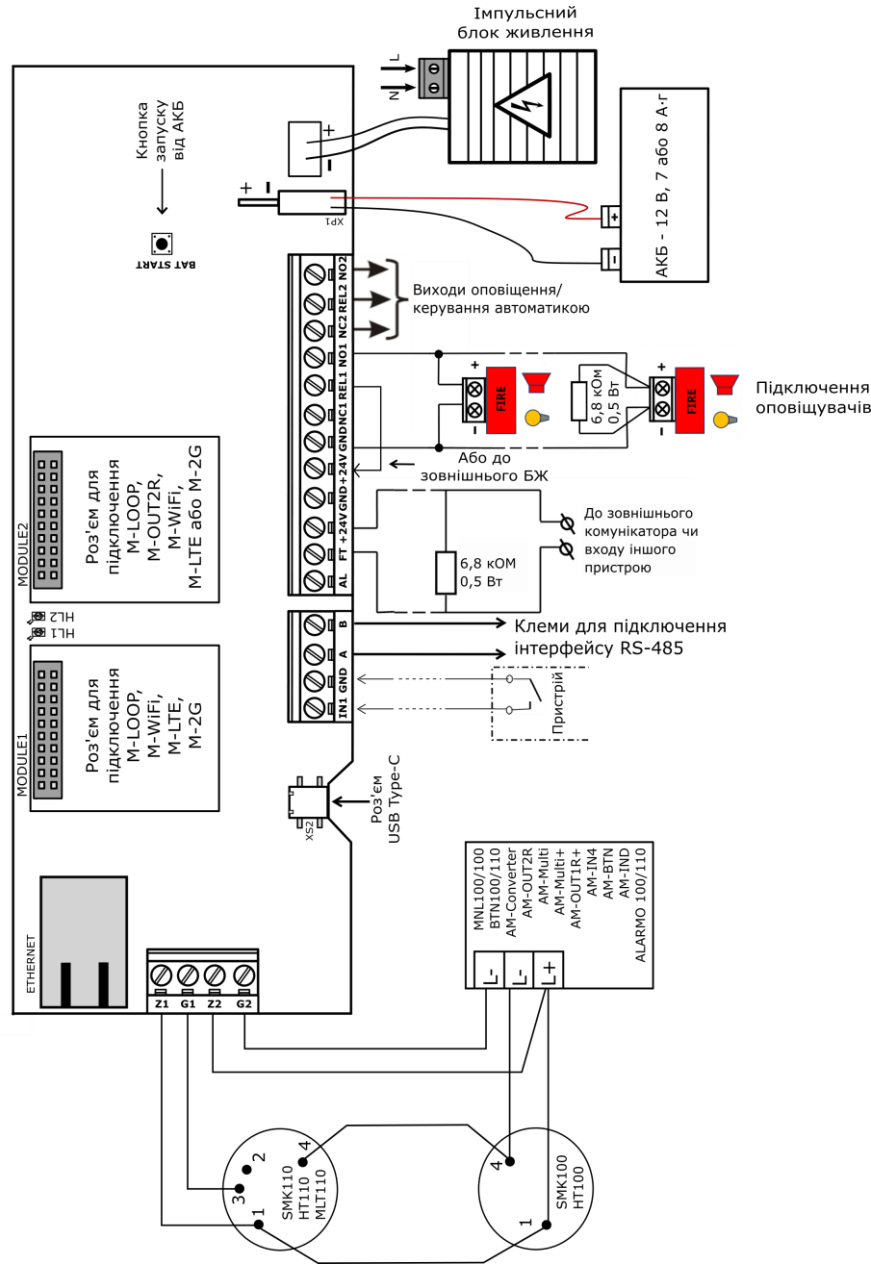 Імпульсний
блок живлення
L
N
Кнопка
запуску
від АКБ
BAT START
+
−
+
−
XP1
+
−
АКБ - 12 В, 7 або 8 А·г
NO2
REL2
NC2
NO1
REL1
NC1
GND
+24V
GND
+24V
FT
AL
Виходи оповіщення/
керування автоматикою
+
−
FIRE
6,8 кОм
0,5 Вт
+
−
FIRE
Підключення
оповіщувачів
Або до
зовнішнього БЖ
6,8 кОМ
0,5 Вт
До зовнішнього
комунікатора чи
входу іншого
пристрою
MODULE2
Роз'єм для
підключення
M-LOOP,
M-OUT2R,
M-WiFi,
M-LTE або M-2G
HL2
HL1
B
A
GND
IN1
Клеми для підключення
інтерфейсу RS-485
Пристрій
MODULE1
Роз'єм для
підключення
M-LOOP,
M-WiFi,
M-LTE,
M-2G
XS2
Роз'єм
USB Type-C
ETHERNET
Z1
G1
Z2
G2
MNL100/100
BTN100/110
AM-Converter
AM-OUT2R
AM-Multi
AM-Multi+
AM-OUT1R+
AM-IN4
AM-BTN
AM-IND
ALARMO 100/110
L-
L-
L+
1
3
2
4
SMK110
HT110
MLT110
4
1
SMK100
HT100